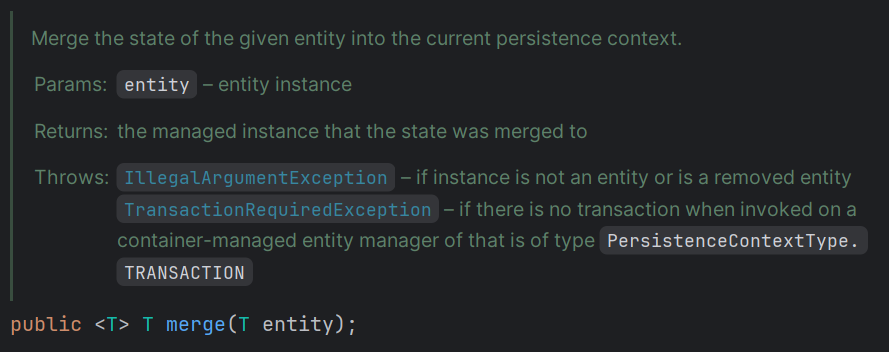 Merge the state of the given entity into the current persistence context.
Params: entity – entity instance
Returns: the managed instance that the state was merged to
Throws: IllegalArgumentException – if instance is not an entity or is a removed entity
TransactionRequiredException – if there is no transaction when invoked on a
container-managed entity manager of that is of type PersistenceContextType.
TRANSACTION
public <T> T merge(T entity);